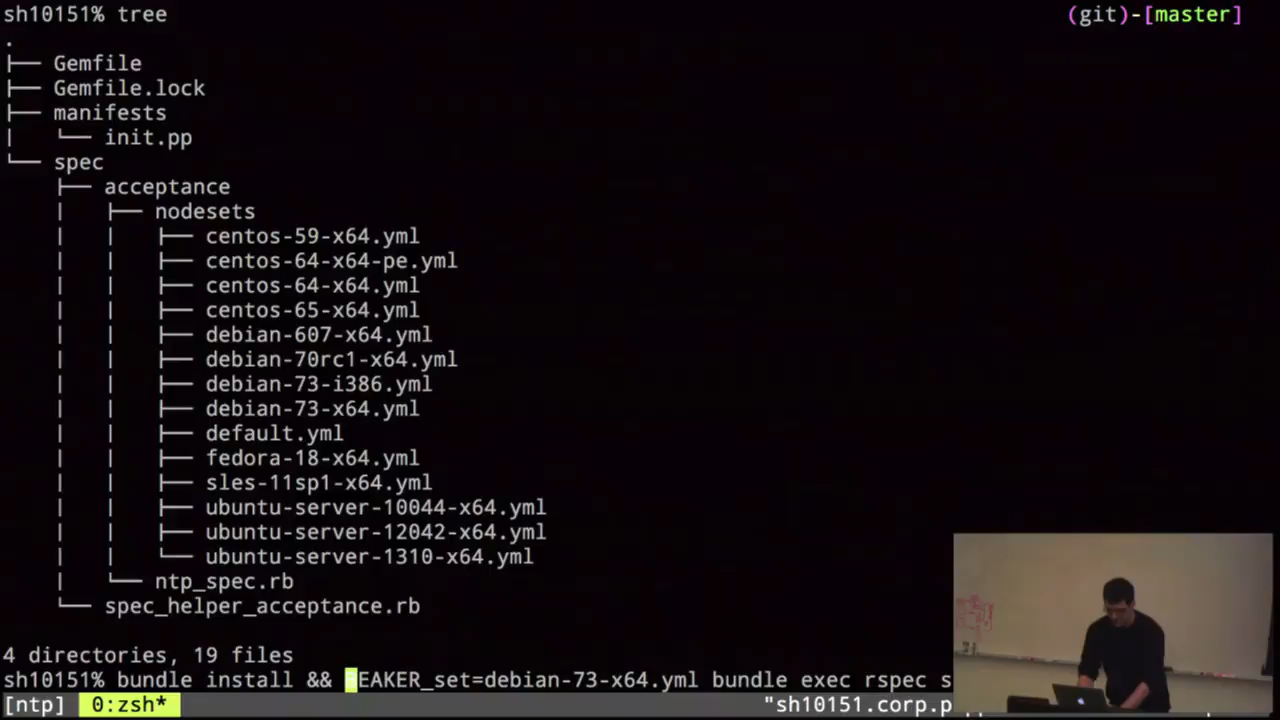 sh10151% tree (git)-[master]
.
├── Gemfile
├── Gemfile.lock
├── manifests
│   └── init.pp
└── spec
    ├── acceptance
    │   ├── nodesets
    │   │   ├── centos-59-x64.yml
    │   │   ├── centos-64-x64-pe.yml
    │   │   ├── centos-64-x64.yml
    │   │   ├── centos-65-x64.yml
    │   │   ├── debian-607-x64.yml
    │   │   ├── debian-70rc1-x64.yml
    │   │   ├── debian-73-i386.yml
    │   │   ├── debian-73-x64.yml
    │   │   ├── default.yml
    │   │   ├── fedora-18-x64.yml
    │   │   ├── sles-11sp1-x64.yml
    │   │   ├── ubuntu-server-10044-x64.yml
    │   │   ├── ubuntu-server-12042-x64.yml
    │   │   └── ubuntu-server-1310-x64.yml
    │   └── ntp_spec.rb
    └── spec_helper_acceptance.rb
4 directories, 19 files
sh10151% bundle install && EAKER_set=debian-73-x64.yml bundle exec rspec s
[ntp] 0:zsh* "sh10151.corp.p